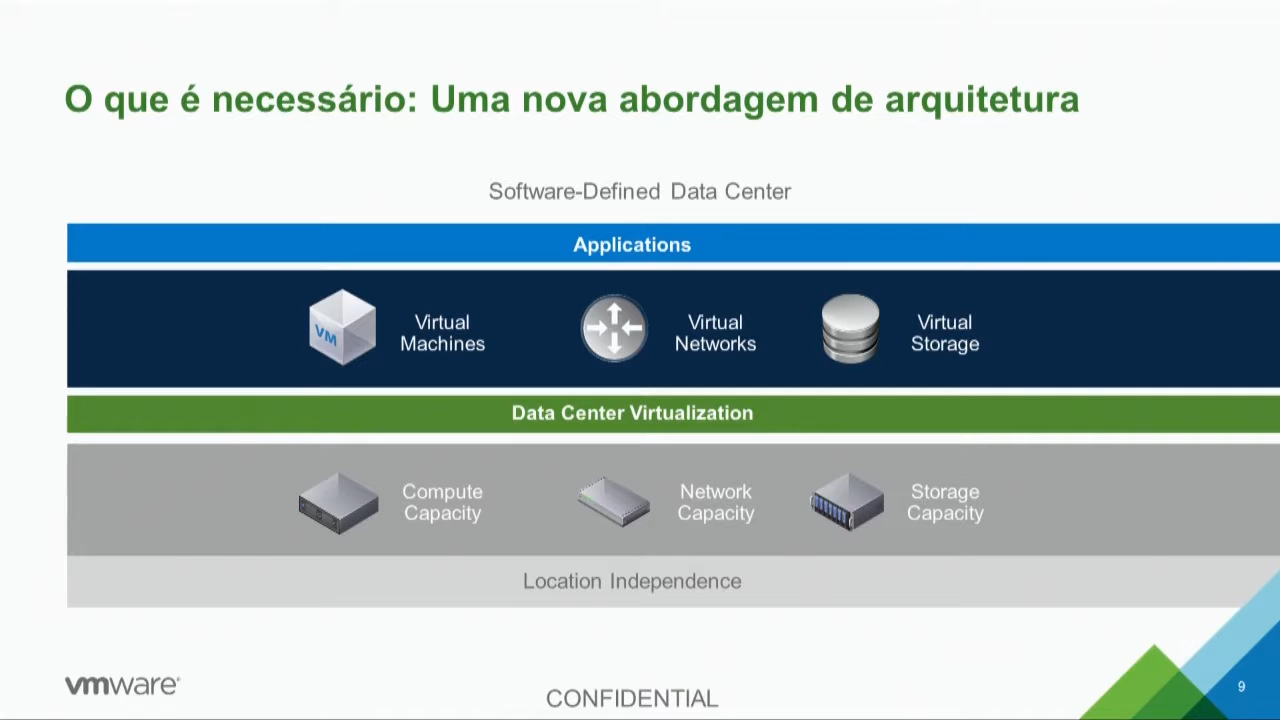 O que é necessário: Uma nova abordagem de arquitetura
Software-Defined Data Center
Applications
VM
Virtual
Machines
Virtual
Networks
Virtual
Storage
Data Center Virtualization
Compute
Capacity
Network
Capacity
Storage
Capacity
Location Independence
vmware
CONFIDENTIAL
9